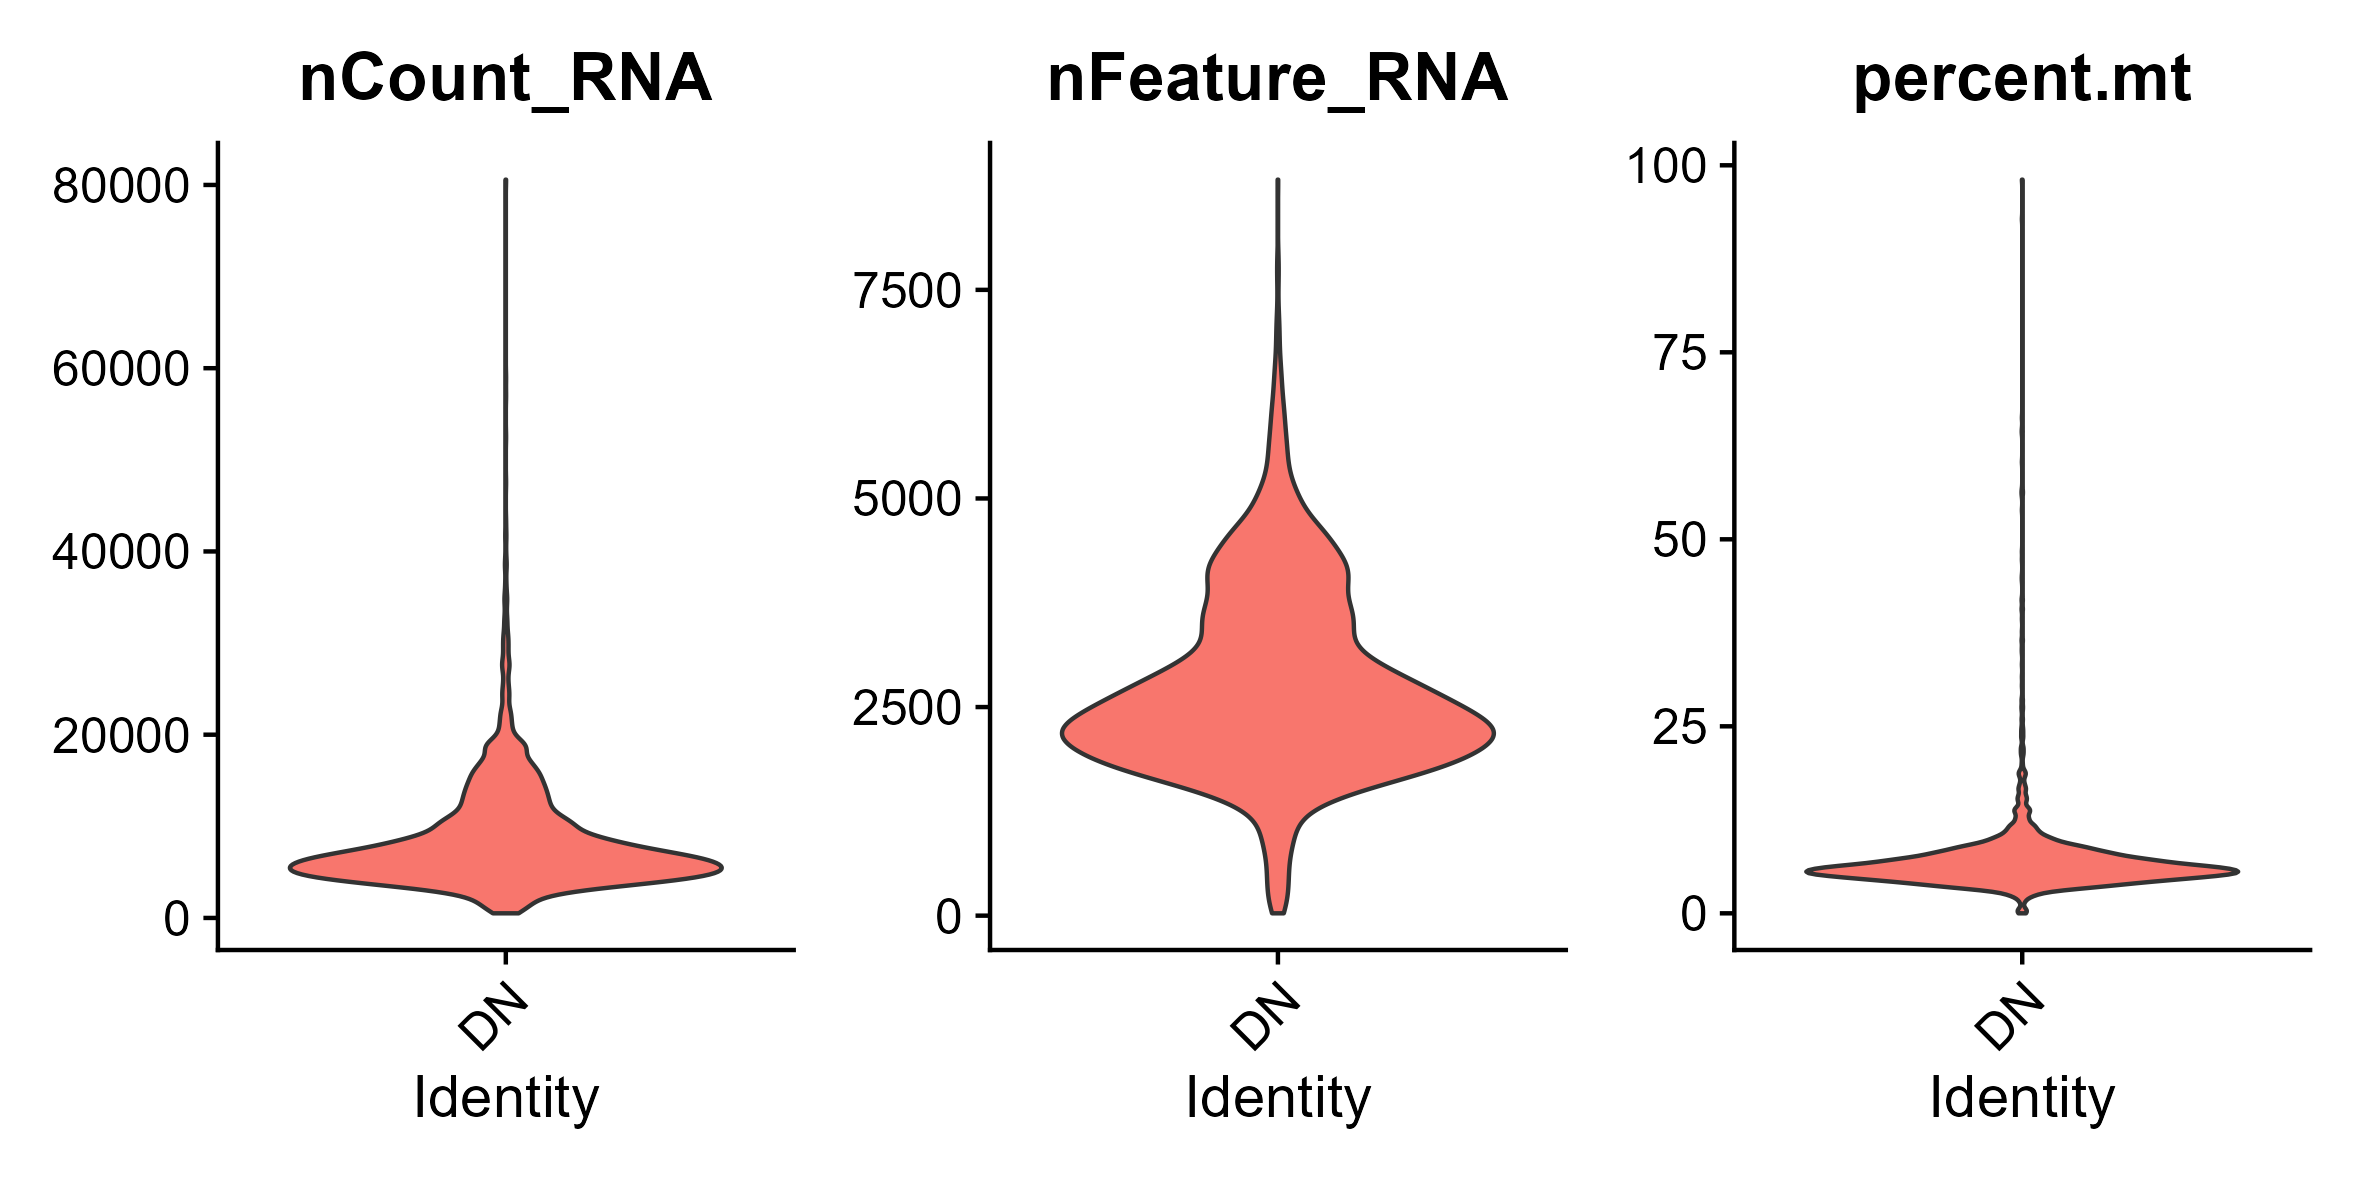 nCount_RNA
80000
60000
40000
20000
0
DN
Identity
nFeature_RNA
7500
5000
2500
0
DN
Identity
percent.mt
100
75
50
25
0
DN
Identity